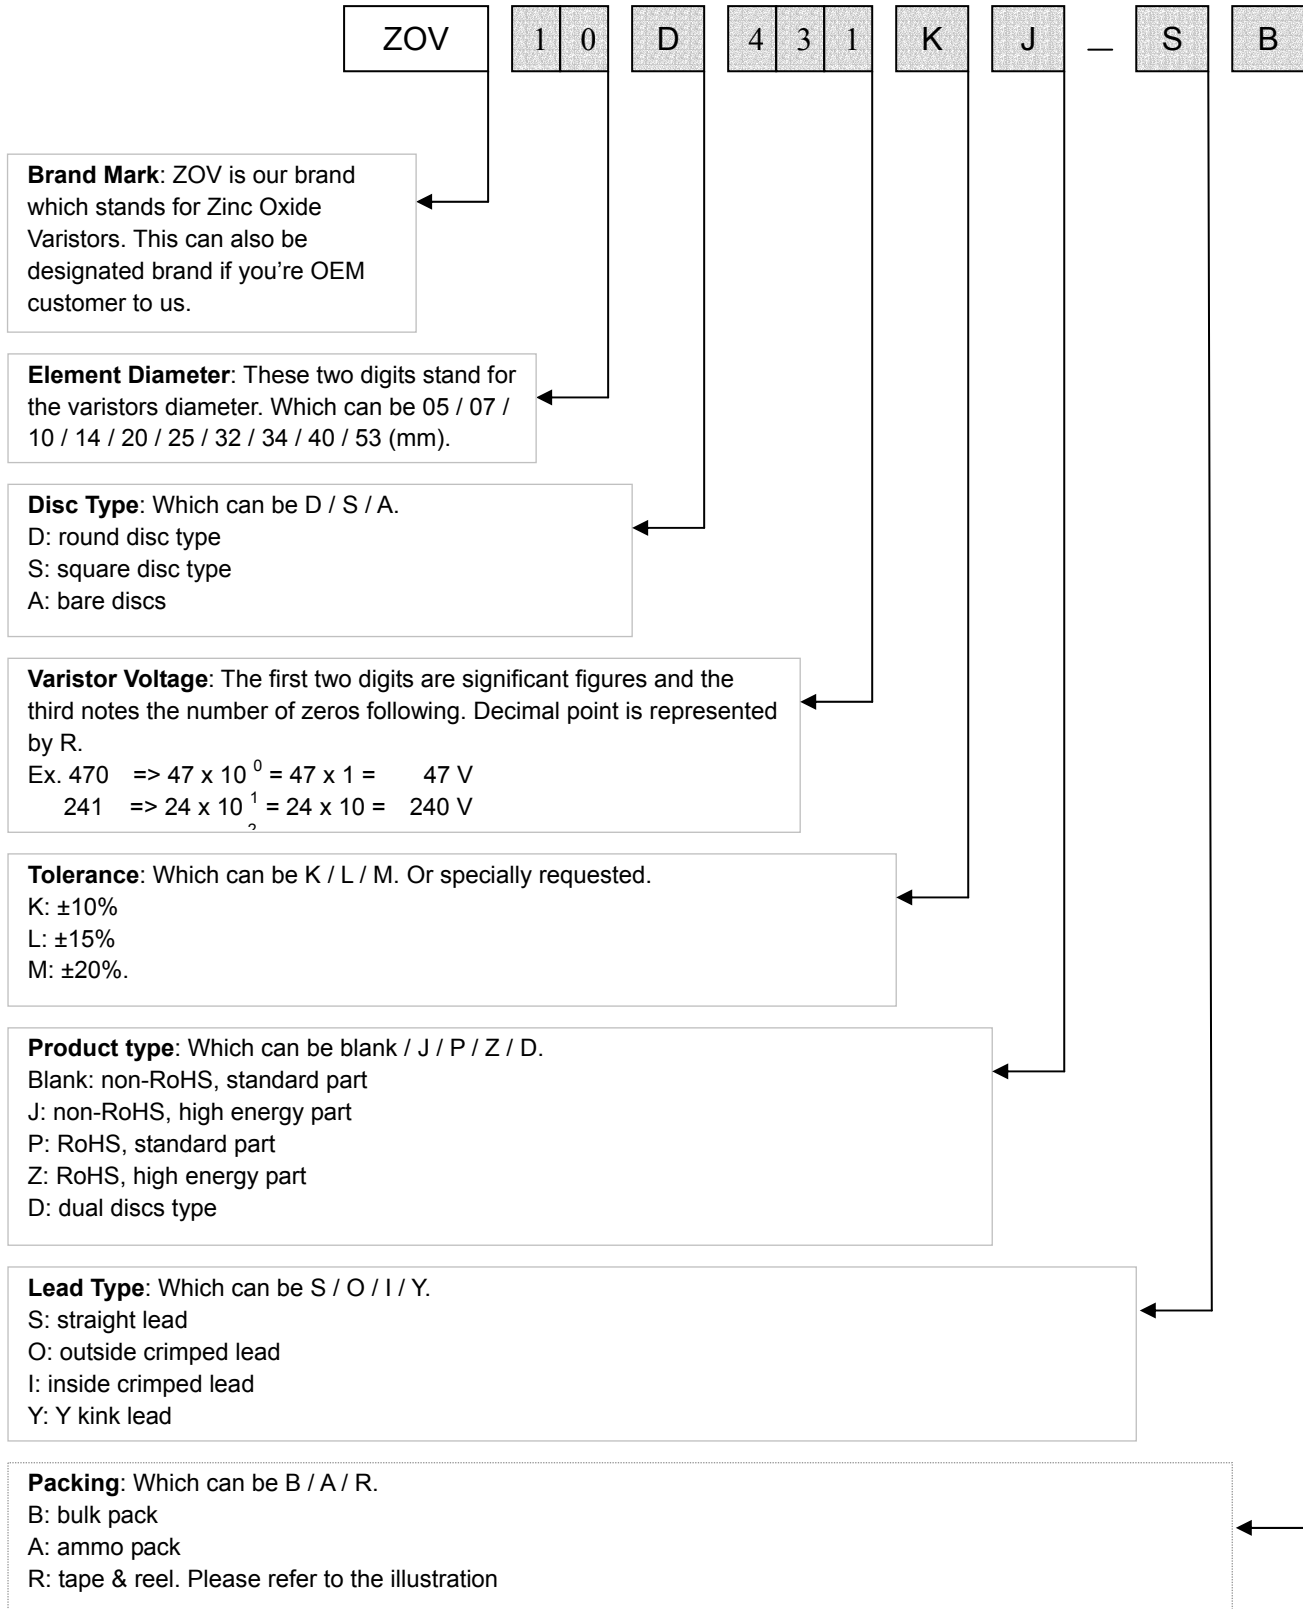 ZOV 1 0 D 4 3 1 K J — S B
Brand Mark: ZOV is our brand
which stands for Zinc Oxide
Varistors. This can also be
designated brand if you’re OEM
customer to us.
Element Diameter: These two digits stand for
the varistors diameter. Which can be 05 / 07 /
10 / 14 / 20 / 25 / 32 / 34 / 40 / 53 (mm).
Disc Type: Which can be D / S / A.
D: round disc type
S: square disc type
A: bare discs
Varistor Voltage: The first two digits are significant figures and the
third notes the number of zeros following. Decimal point is represented
by R.
Ex. 470 => 47 x 10 ⁰ = 47 x 1 = 47 V
241 => 24 x 10 ¹ = 24 x 10 = 240 V
Tolerance: Which can be K / L / M. Or specially requested.
K: ±10%
L: ±15%
M: ±20%.
Product type: Which can be blank / J / P / Z / D.
Blank: non-RoHS, standard part
J: non-RoHS, high energy part
P: RoHS, standard part
Z: RoHS, high energy part
D: dual discs type
Lead Type: Which can be S / O / I / Y.
S: straight lead
O: outside crimped lead
I: inside crimped lead
Y: Y kink lead
Packing: Which can be B / A / R.
B: bulk pack
A: ammo pack
R: tape & reel. Please refer to the illustration